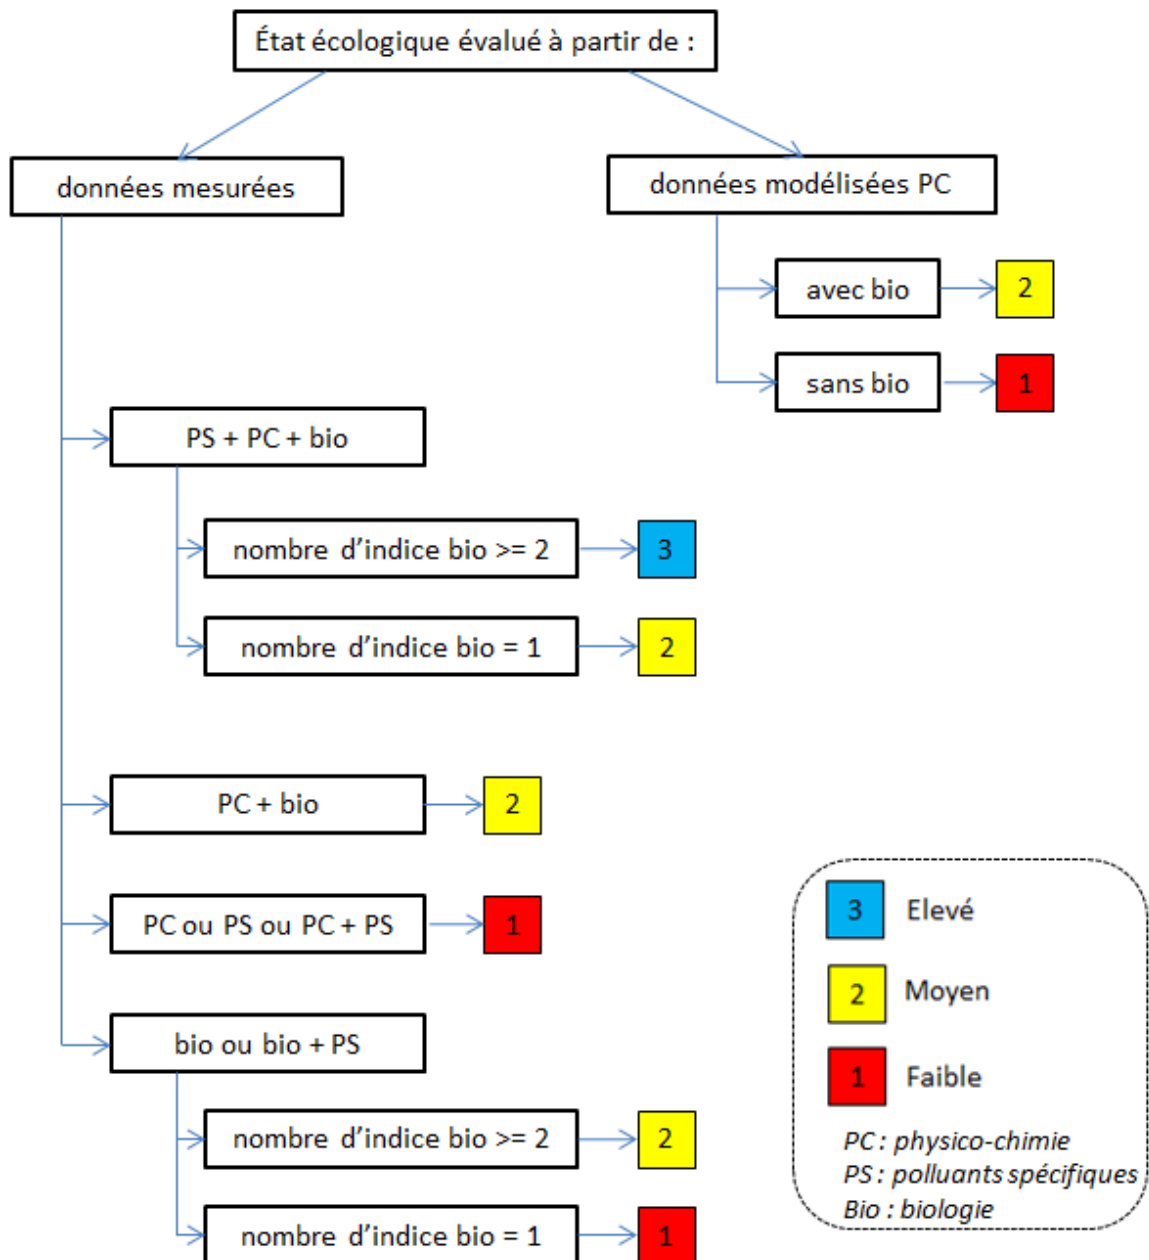 État écologique évalué à partir de :
données mesurées
données modélisées PC
avec bio
2
sans bio
1
PS + PC + bio
nombre d'indice bio >= 2
3
nombre d'indice bio = 1
2
PC + bio
2
PC ou PS ou PC + PS
1
bio ou bio + PS
nombre d'indice bio >= 2
2
nombre d'indice bio = 1
1
3 Elevé
2 Moyen
1 Faible
PC : physico-chimie
PS : polluants spécifiques
Bio : biologie